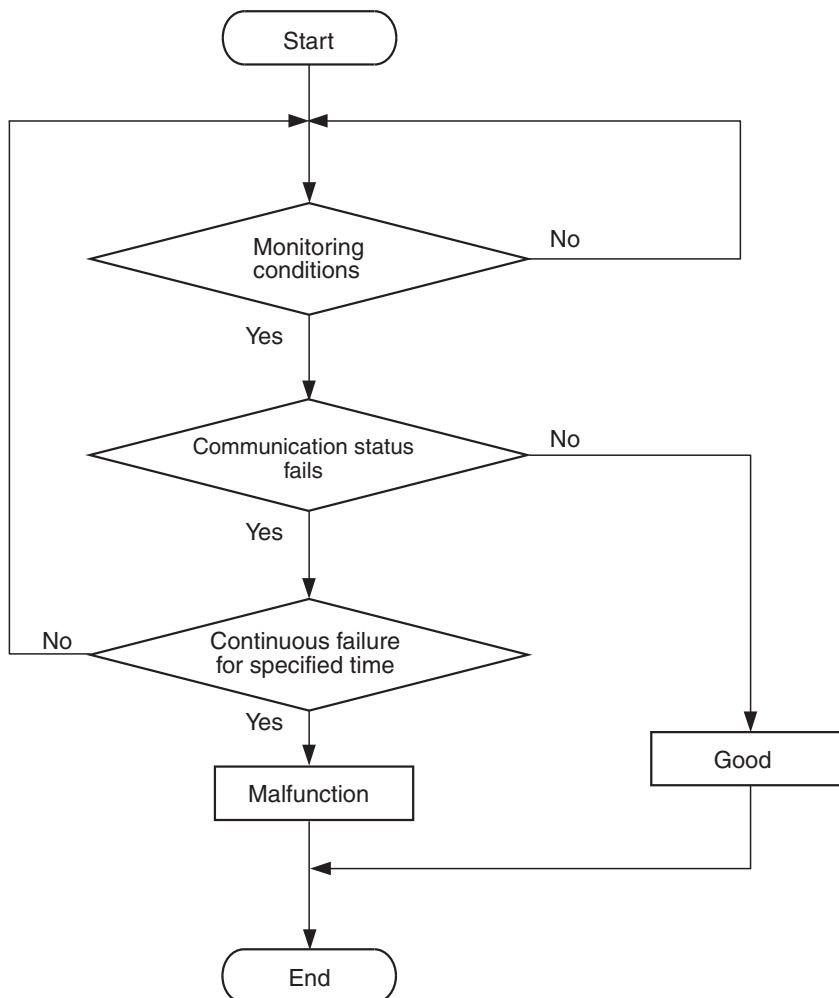 Start
Monitoring
conditions
No
Yes
Communication status
fails
No
Yes
Continuous failure
for specified time
No
Yes
Malfunction
Good
End